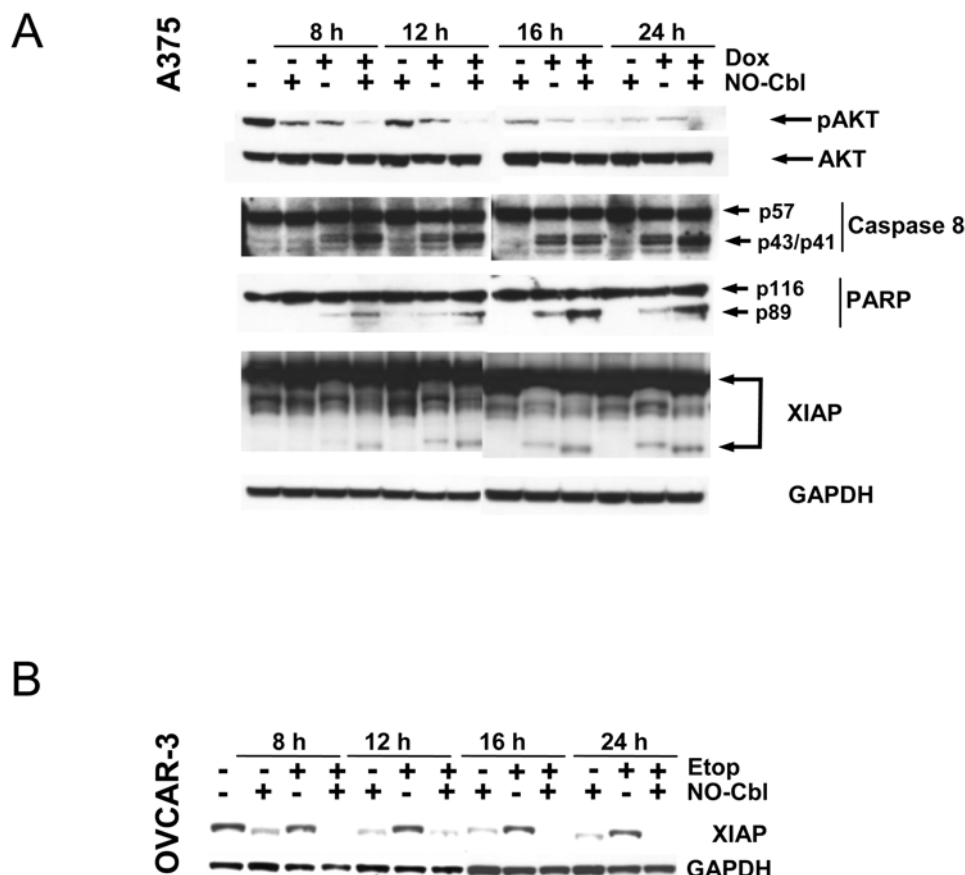 A
A375
8 h 12 h 16 h 24 h
- - + + - + + - + + - + + Dox
- + - + + - + + - + + - + NO-Cbl
pAKT
AKT
p57
p43/p41
Caspase 8
p116
p89
PARP
XIAP
GAPDH
B
OVCAR-3
8 h 12 h 16 h 24 h
- - + + - + + - + + - + + Etop
- + - + + - + + - + + - + NO-Cbl
XIAP
GAPDH